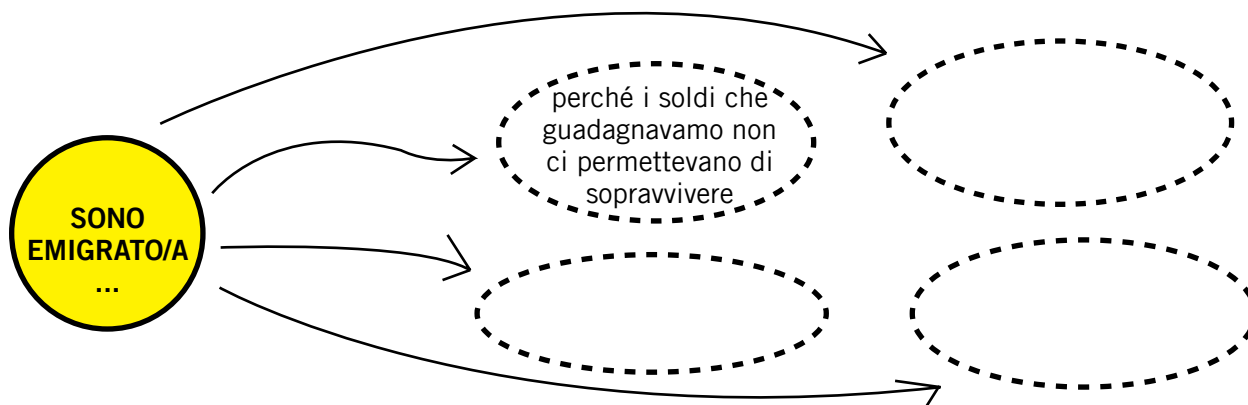 SONO
EMIGRATO/A
...
perché i soldi che
guadagnavamo non
ci permettevano di
sopravvivere